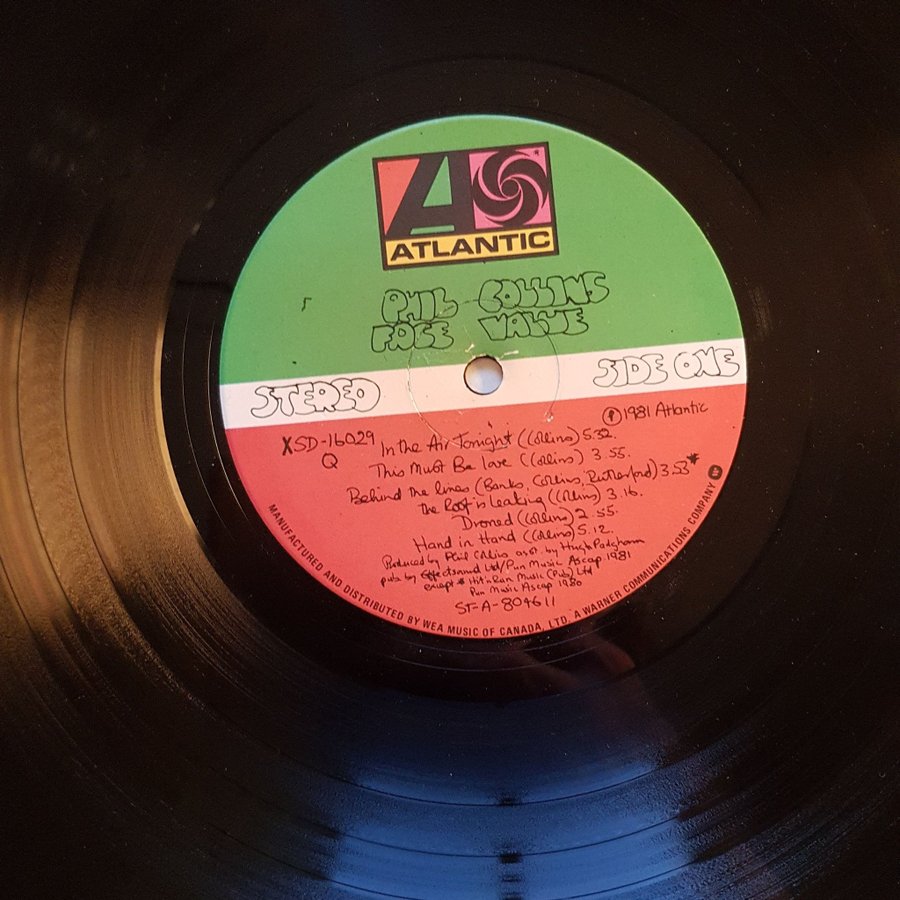 ATLANTIC
PHIL COLLINS
FACE VALUE
STEREO
SIDE ONE
℗ 1981 Atlantic
XSD-16029
Q
In the Air Tonight (Collins) 5.32.
This Must Be Love (Collins) 3.55.
Behind the Lines (Banks, Collins, Rutherford) 3.53*
The Roof is Leaking (Collins) 3.16.
Droned (Collins) 2.55.
Hand in Hand (Collins) 5.12.
Produced by Phil Collins asst. by Hugh Padgham
pub by Effectsound Ltd/Pun Music Ascap 1981
except * Hit n Run Music (Pub) Ltd
Pun Music Ascap 1980
ST-A-804611
MANUFACTURED AND DISTRIBUTED BY WEA MUSIC OF CANADA, LTD. A WARNER COMMUNICATIONS COMPANY